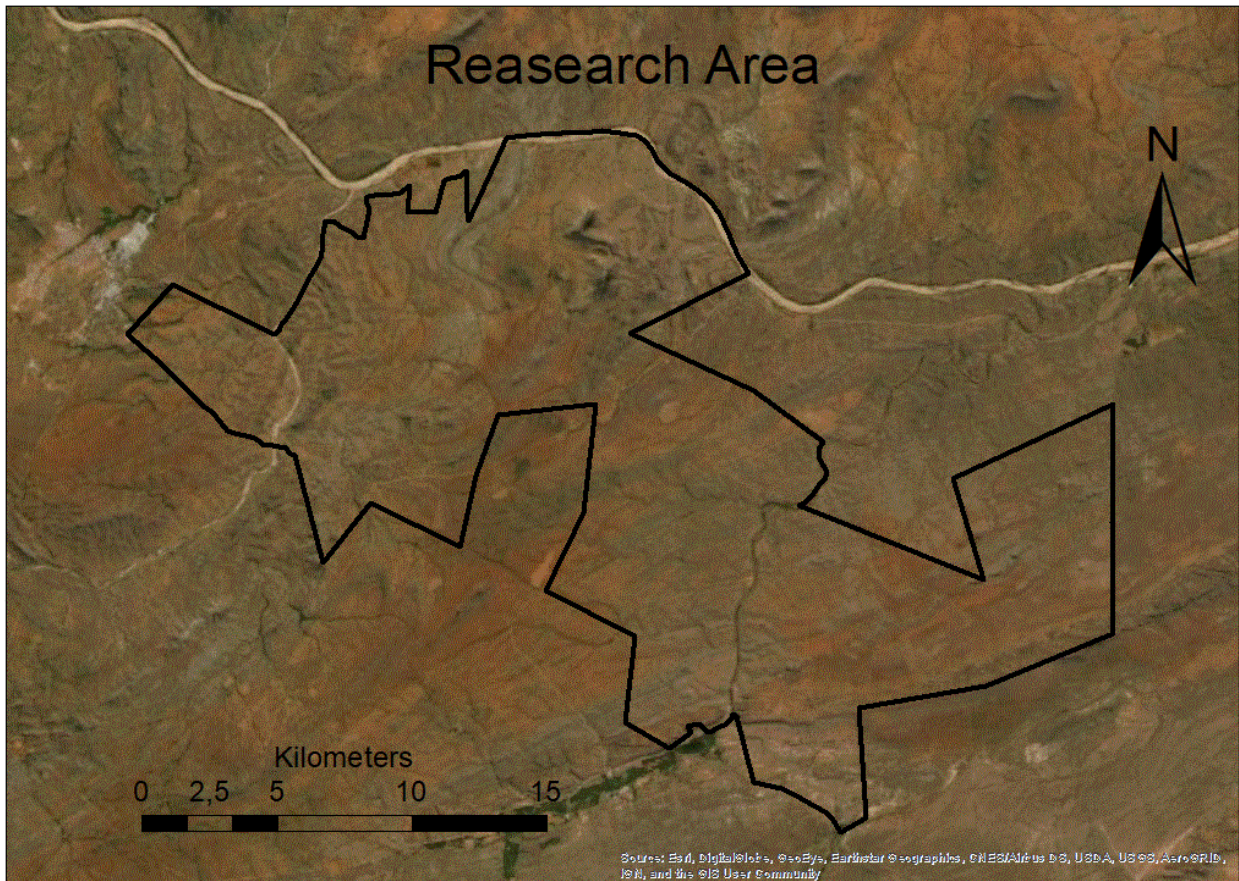 Reasearch Area
N
Kilometers
0 2,5 5 10 15
Source: Esri, DigitalGlobe, GeoEye, Earthstar Geographics, CNES/Airbus DS, USDA, USGS, AeroGRID,
IGN, and the GIS User Community